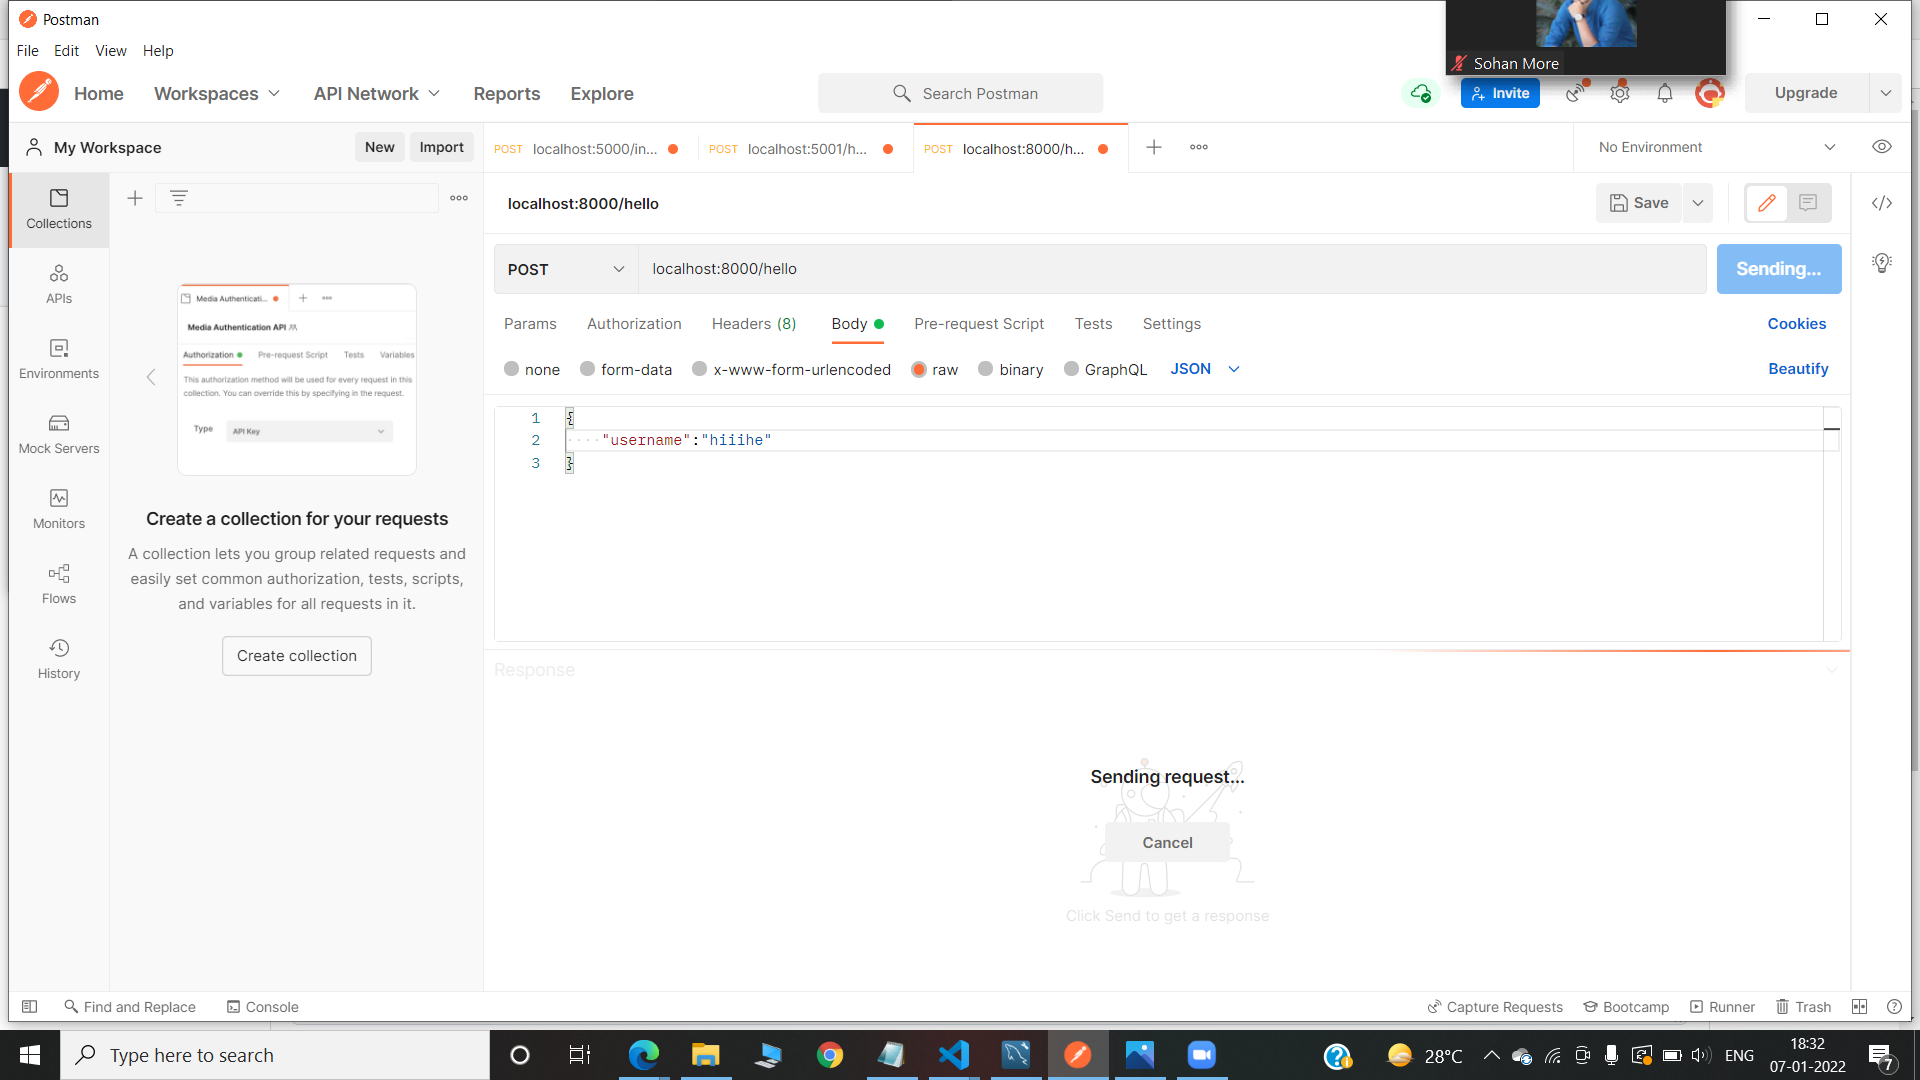 Postman
File Edit View Help
Sohan More
Home Workspaces API Network Reports Explore
Search Postman
Invite
Upgrade
My Workspace
New Import
POST localhost:5000/in...
POST localhost:5001/h...
POST localhost:8000/h...
No Environment
Collections
localhost:8000/hello
Save
APIs
POST
localhost:8000/hello
Sending...
Media Authenticati...
Media Authentication API
Authorization Pre-request Script Tests Variables
This authorization method will be used for every request in this
collection. You can override this by specifying in the request.
Type API Key
Params Authorization Headers (8) Body Pre-request Script Tests Settings
Cookies
Environments
none form-data x-www-form-urlencoded raw binary GraphQL JSON
Beautify
Mock Servers
1 {
2 "username":"hiiihe"
3 }
Monitors
Create a collection for your requests
A collection lets you group related requests and
easily set common authorization, tests, scripts,
and variables for all requests in it.
Flows
Create collection
History
Response
Sending request...
Cancel
Click Send to get a response
Find and Replace
Console
Capture Requests
Bootcamp
Runner
Trash
Type here to search
28°C
ENG
18:32
07-01-2022
7